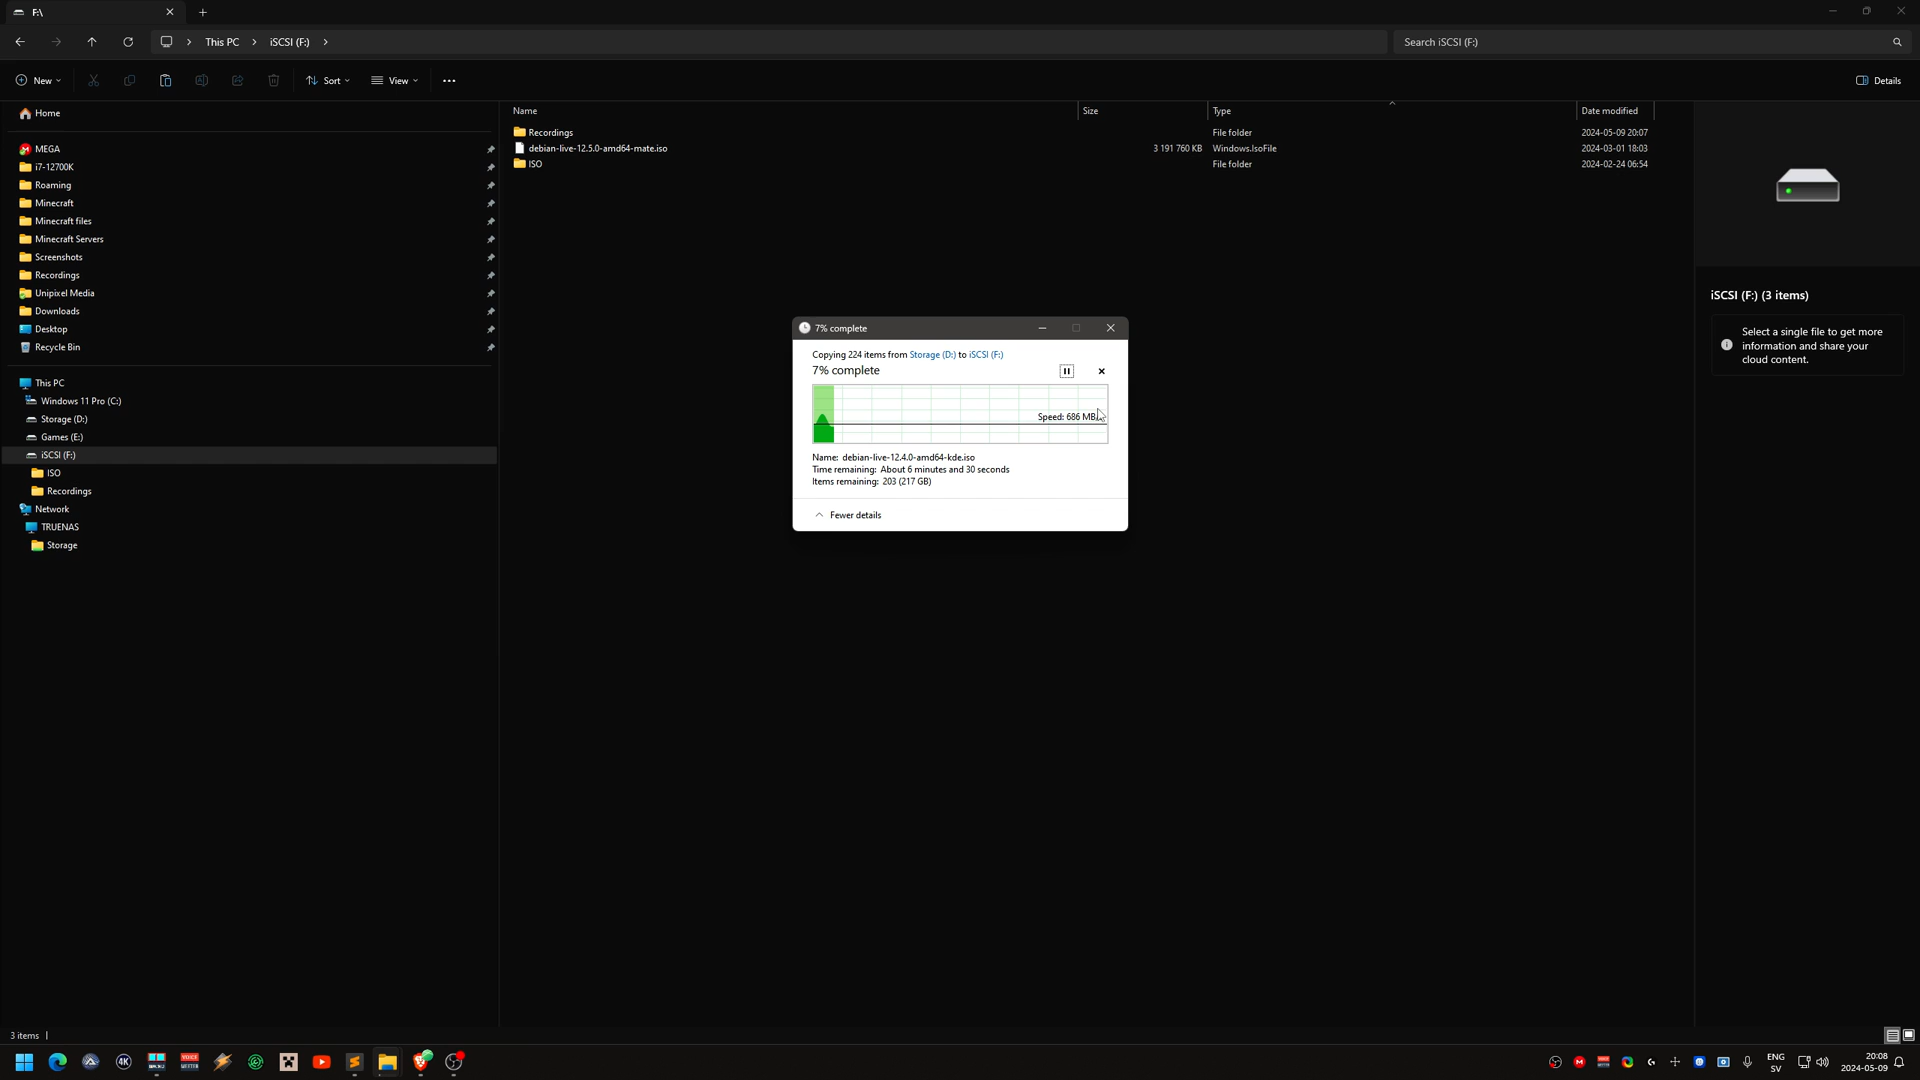 F:\
This PC
iSCSI (F:)
Search iSCSI (F:)
New
Sort
View
Details
Home
MEGA
i7-12700K
Roaming
Minecraft
Minecraft files
Minecraft Servers
Screenshots
Recordings
Unipixel Media
Downloads
Desktop
Recycle Bin
This PC
Windows 11 Pro (C:)
Storage (D:)
Games (E:)
iSCSI (F:)
ISO
Recordings
Network
TRUENAS
Storage
Name Size Type Date modified
Recordings File folder 2024-05-09 20:07
debian-live-12.5.0-amd64-mate.iso 3 191 760 KB Windows.IsoFile 2024-03-01 18:03
ISO File folder 2024-02-24 06:54
7% complete
Copying 224 items from Storage (D:) to iSCSI (F:)
7% complete
Speed: 686 MB
Name: debian-live-12.4.0-amd64-kde.iso
Time remaining: About 6 minutes and 30 seconds
Items remaining: 203 (217 GB)
Fewer details
iSCSI (F:) (3 items)
Select a single file to get more
information and share your
cloud content.
3 items
4K
ENG
SV
20:08
2024-05-09